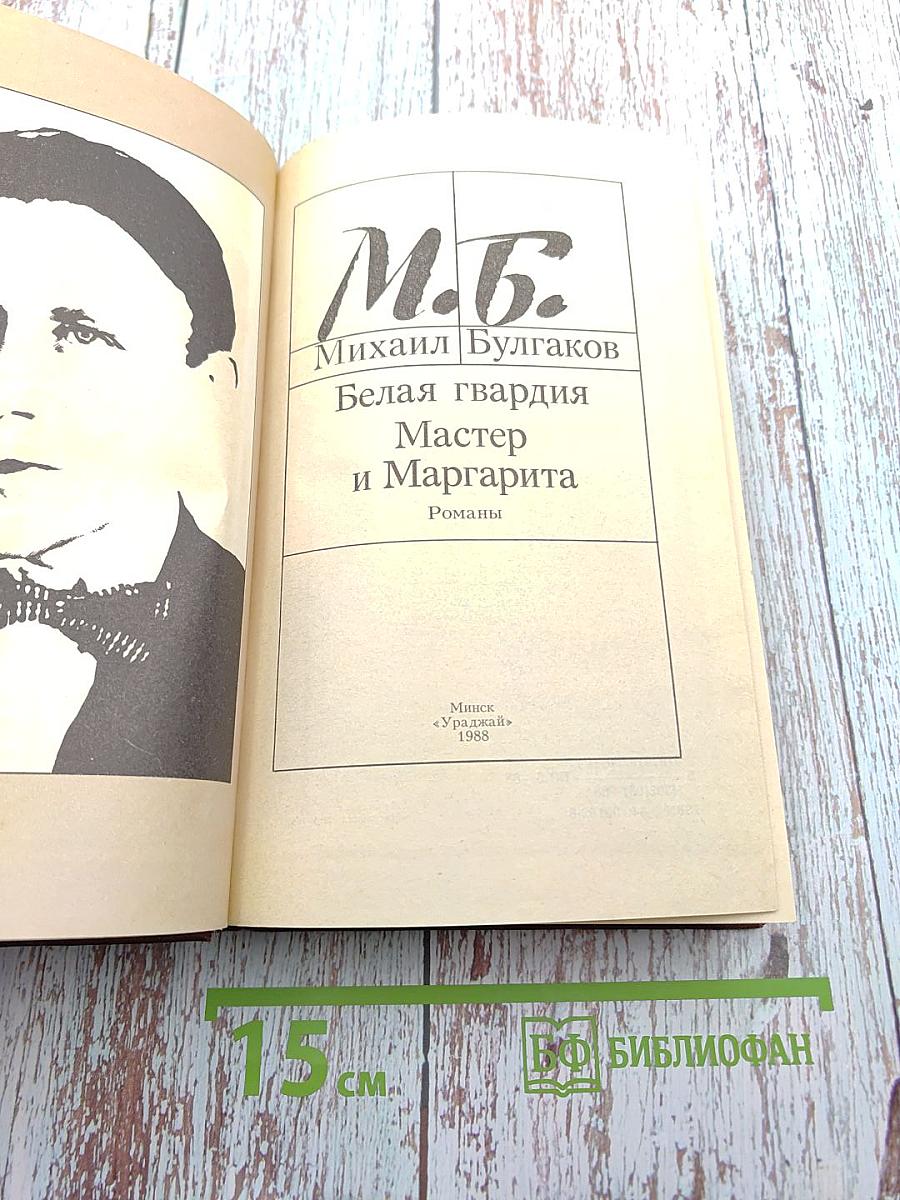 М.Б.
Михаил Булгаков
Белая гвардия
Мастер
и Маргарита
Романы
Минск
«Ураджай»
1988
15 см
БФ БИБЛИОФАН